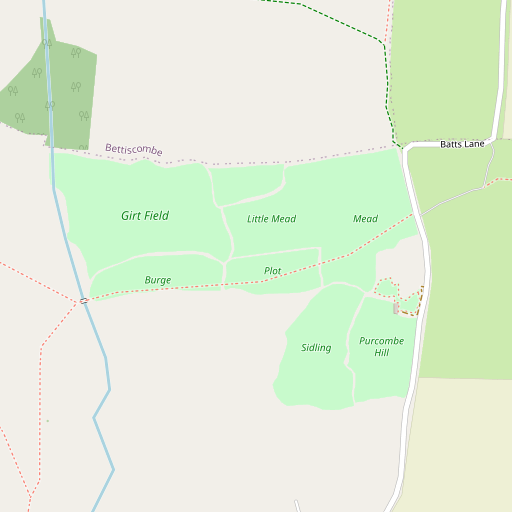 Batts Lane
Bettiscombe
Girt Field
Little Mead
Mead
Plot
Burge
Sidling
Purcombe
Hill